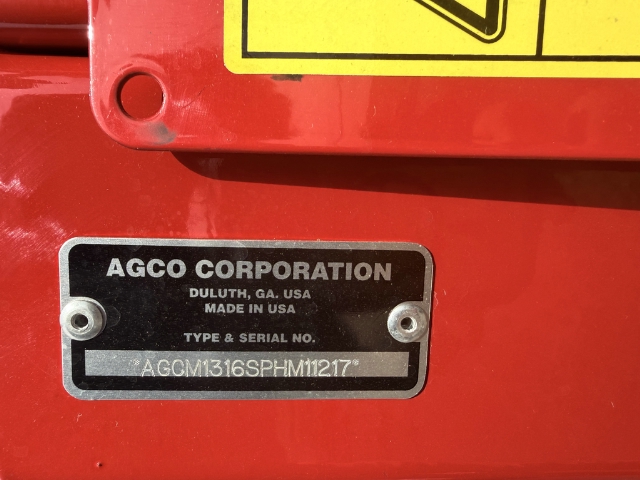 AGCO CORPORATION
DULUTH, GA. USA
MADE IN USA
TYPE & SERIAL NO.
*AGCM1316SPHM11217*